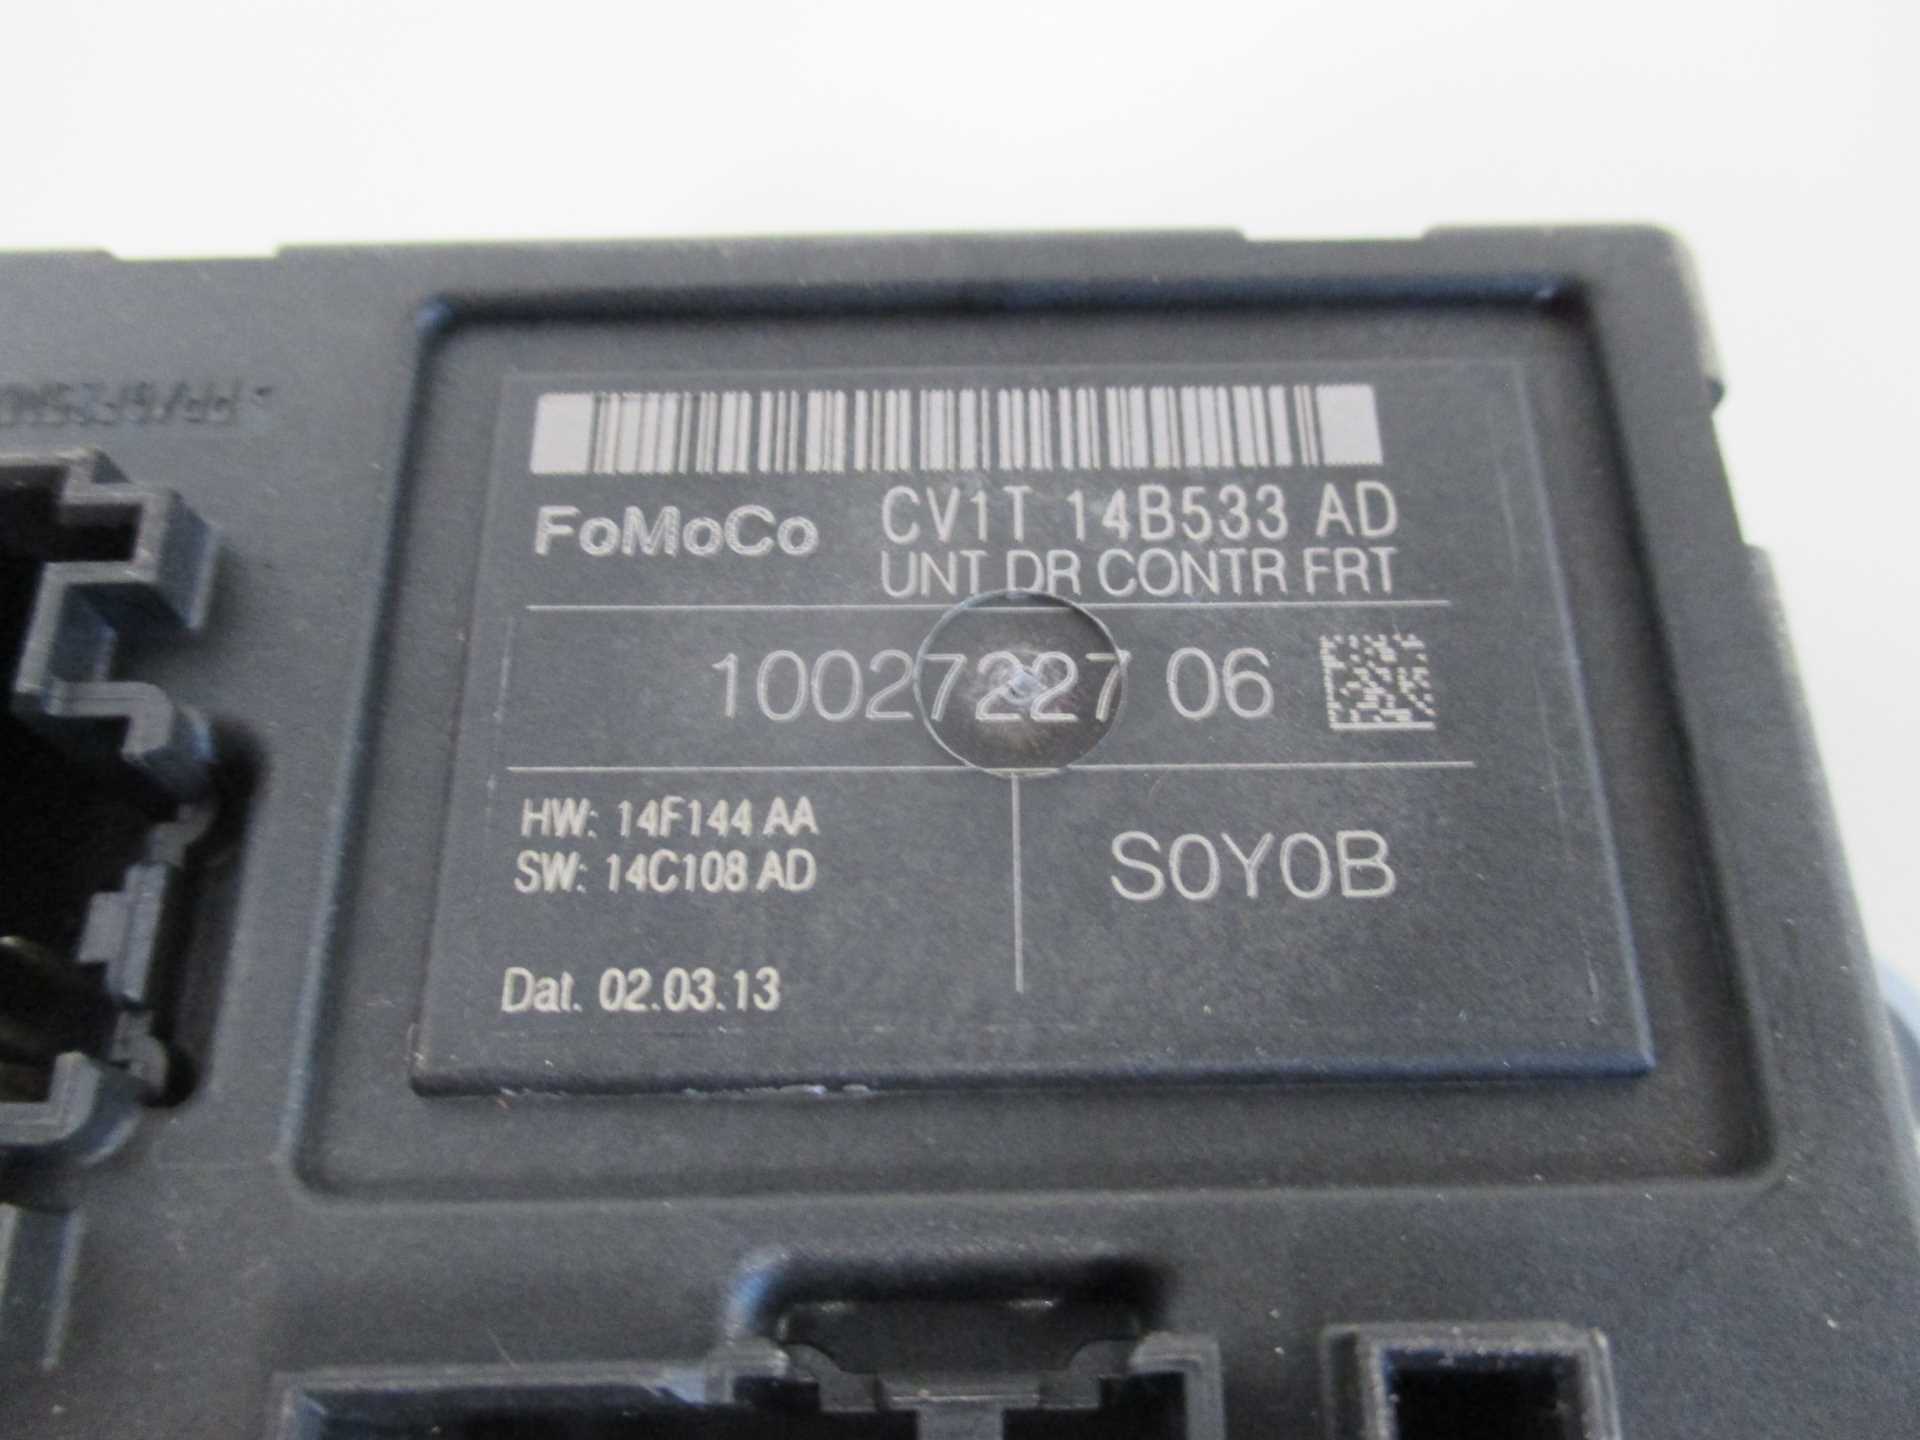 FoMoCo CV1T 14B533 AD
UNT DR CONTR FRT
10027227 06
HW: 14F144 AA
SW: 14C108 AD
S0Y0B
Dat. 02.03.13